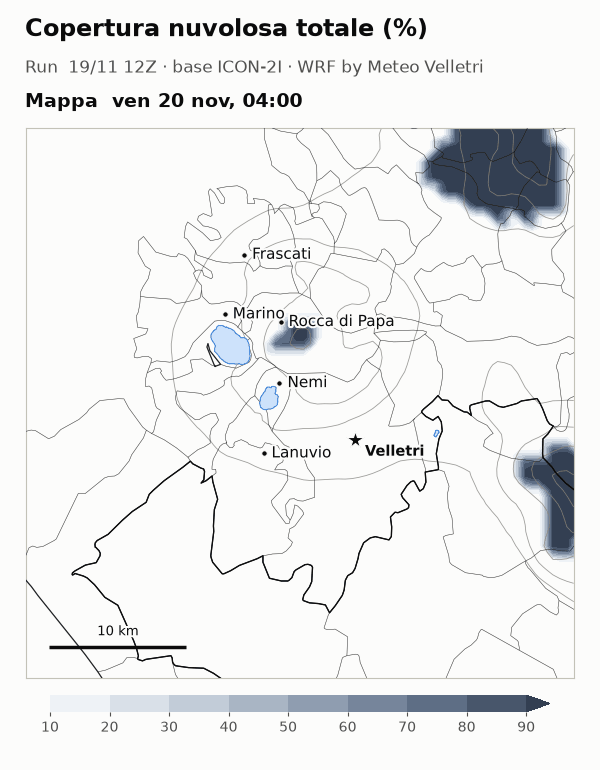 Copertura nuvolosa totale (%)
Run  19/11 12Z · base ICON-2I · WRF by Meteo Velletri
Mappa  ven 20 nov, 04:00
Frascati
Marino
Rocca di Papa
Nemi
Velletri
Lanuvio
10 km
10 20 30 40 50 60 70 80 90